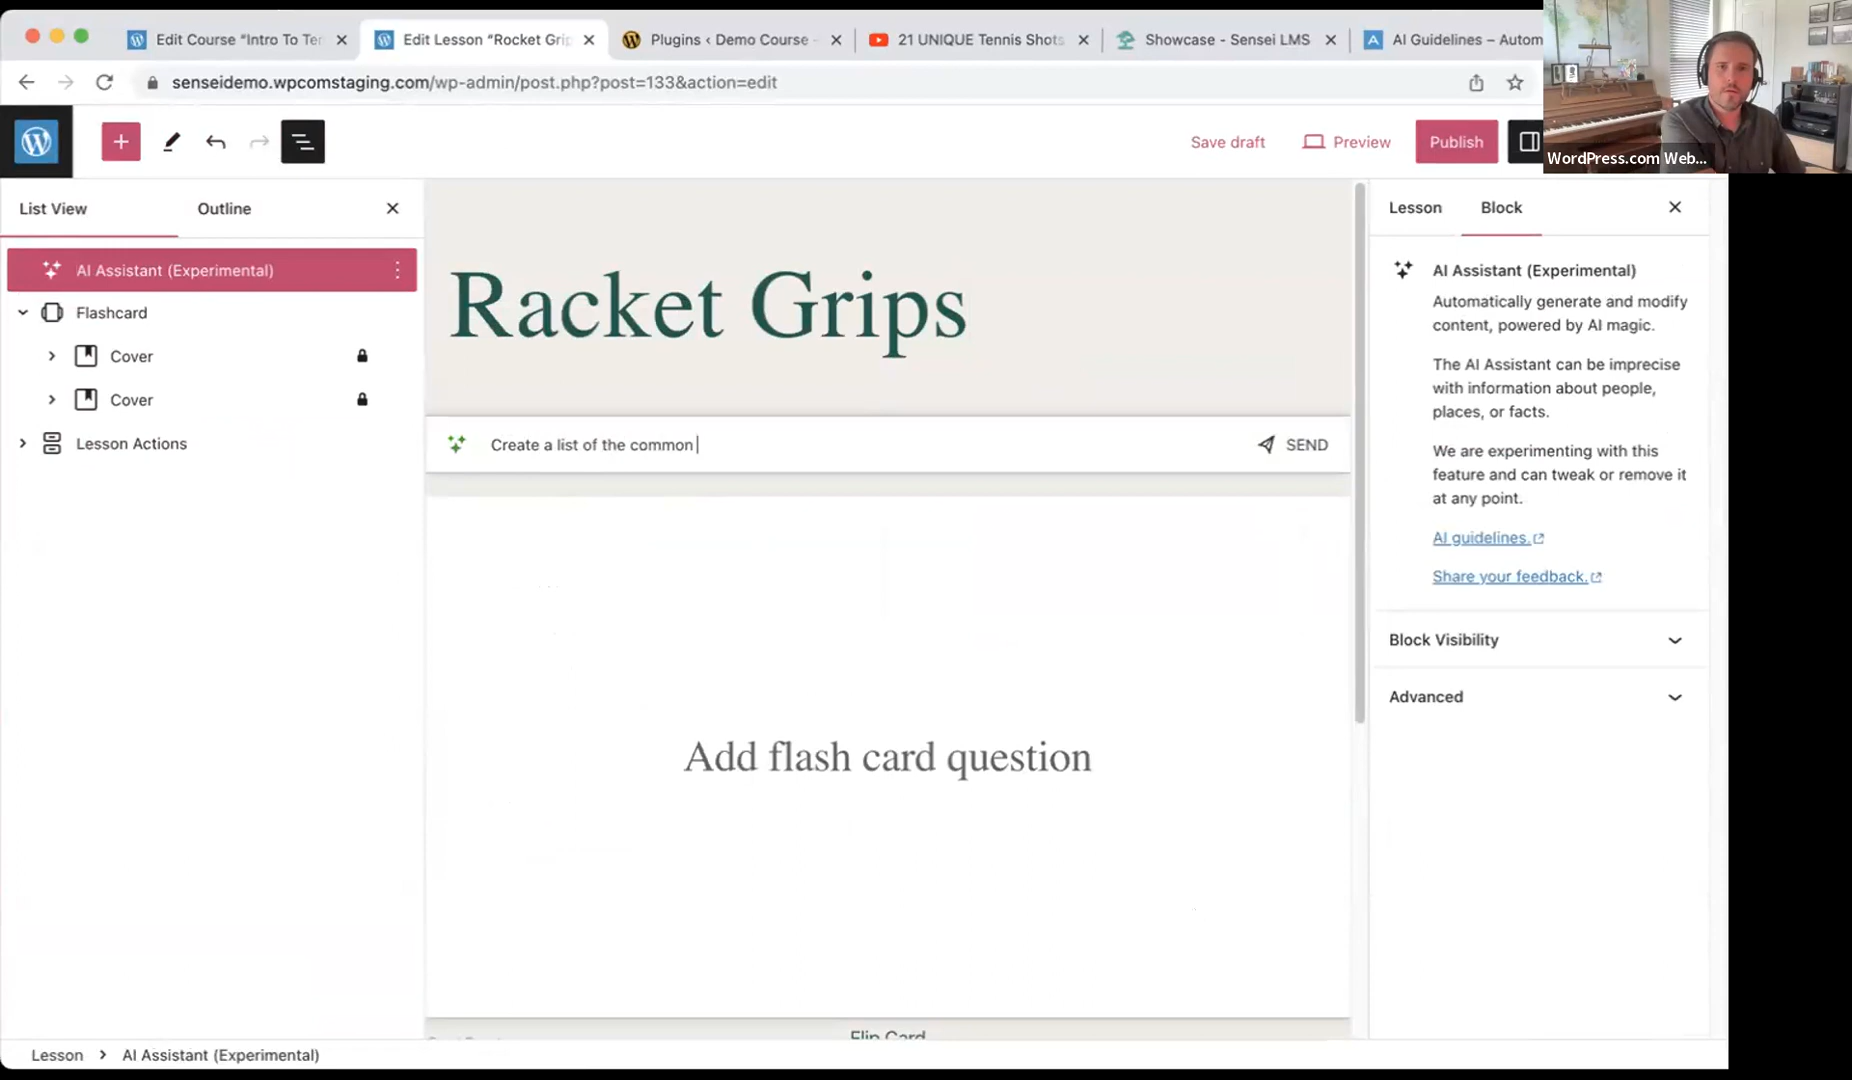 Edit Course “Intro To Ter
Edit Lesson “Rocket Grip
Plugins ‹ Demo Course -
21 UNIQUE Tennis Shots
Showcase - Sensei LMS
AI Guidelines – Autom
senseidemo.wpcomstaging.com/wp-admin/post.php?post=133&action=edit
WordPress.com Web...
Save draft
Preview
Publish
List View
Outline
Lesson
Block
AI Assistant (Experimental)
Flashcard
Cover
Cover
Lesson Actions
Racket Grips
Create a list of the common
SEND
Add flash card question
Flip Card
AI Assistant (Experimental)
Automatically generate and modify
content, powered by AI magic.
The AI Assistant can be imprecise
with information about people,
places, or facts.
We are experimenting with this
feature and can tweak or remove it
at any point.
AI guidelines.
Share your feedback.
Block Visibility
Advanced
Lesson > AI Assistant (Experimental)